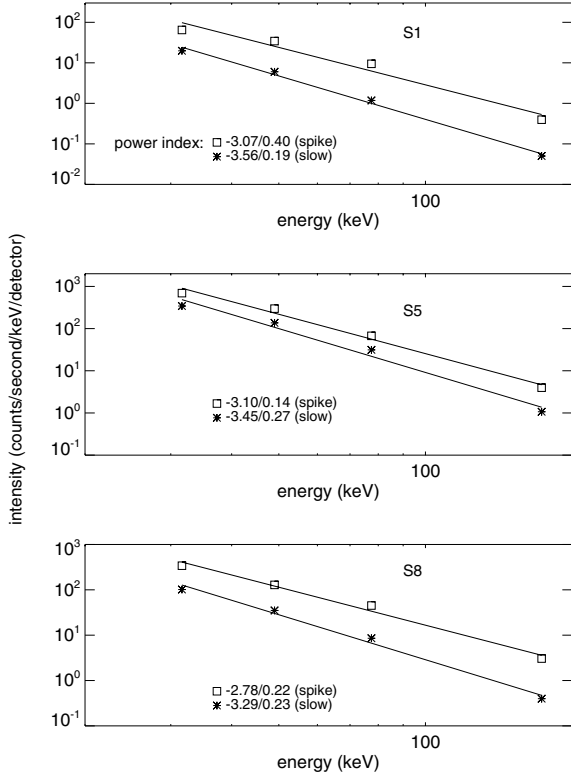 intensity (counts/second/keV/detector)
10^2
10^1
10^0
10^-1
10^-2
S1
power index:
-3.07/0.40 (spike)
-3.56/0.19 (slow)
100
energy (keV)
10^3
10^2
10^1
10^0
10^-1
S5
-3.10/0.14 (spike)
-3.45/0.27 (slow)
100
energy (keV)
10^3
10^2
10^1
10^0
10^-1
S8
-2.78/0.22 (spike)
-3.29/0.23 (slow)
100
energy (keV)